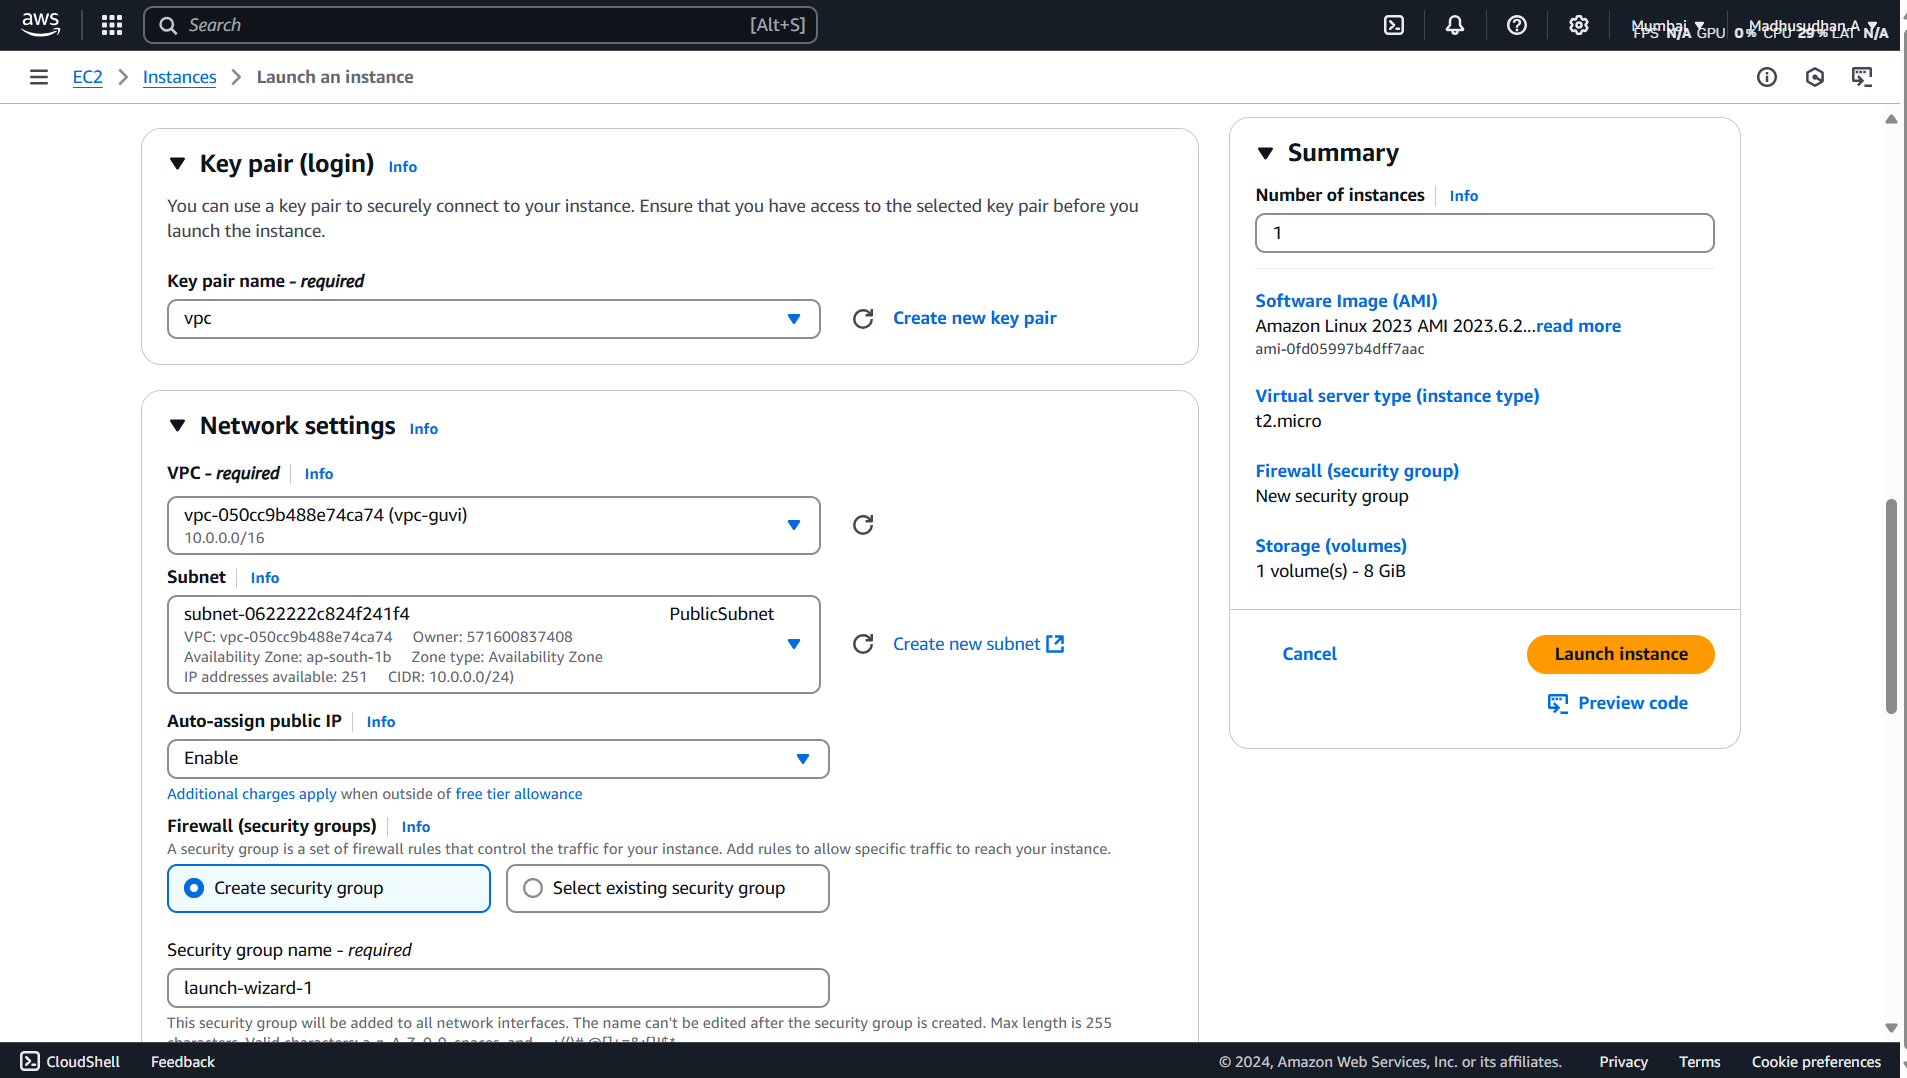 aws
Search [Alt+S]
Mumbai Madhusudhan A
FPS N/A GPU 0% CPU 29% LAT N/A
EC2 Instances Launch an instance
Key pair (login) Info
You can use a key pair to securely connect to your instance. Ensure that you have access to the selected key pair before you
launch the instance.
Key pair name - required
vpc
Create new key pair
Network settings Info
VPC - required Info
vpc-050cc9b488e74ca74 (vpc-guvi)
10.0.0.0/16
Subnet Info
subnet-0622222c824f241f4 PublicSubnet
VPC: vpc-050cc9b488e74ca74 Owner: 571600837408
Availability Zone: ap-south-1b Zone type: Availability Zone
IP addresses available: 251 CIDR: 10.0.0.0/24)
Create new subnet
Auto-assign public IP Info
Enable
Additional charges apply when outside of free tier allowance
Firewall (security groups) Info
A security group is a set of firewall rules that control the traffic for your instance. Add rules to allow specific traffic to reach your instance.
Create security group
Select existing security group
Security group name - required
launch-wizard-1
This security group will be added to all network interfaces. The name can't be edited after the security group is created. Max length is 255
Summary
Number of instances Info
1
Software Image (AMI)
Amazon Linux 2023 AMI 2023.6.2...read more
ami-0fd05997b4dff7aac
Virtual server type (instance type)
t2.micro
Firewall (security group)
New security group
Storage (volumes)
1 volume(s) - 8 GiB
Cancel
Launch instance
Preview code
CloudShell Feedback
© 2024, Amazon Web Services, Inc. or its affiliates. Privacy Terms Cookie preferences